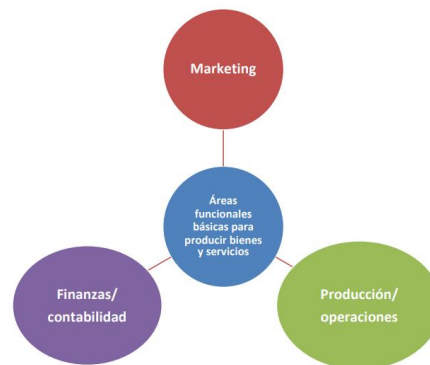 Marketing
Áreas
funcionales
básicas para
producir bienes
y servicios
Finanzas/
contabilidad
Producción/
operaciones